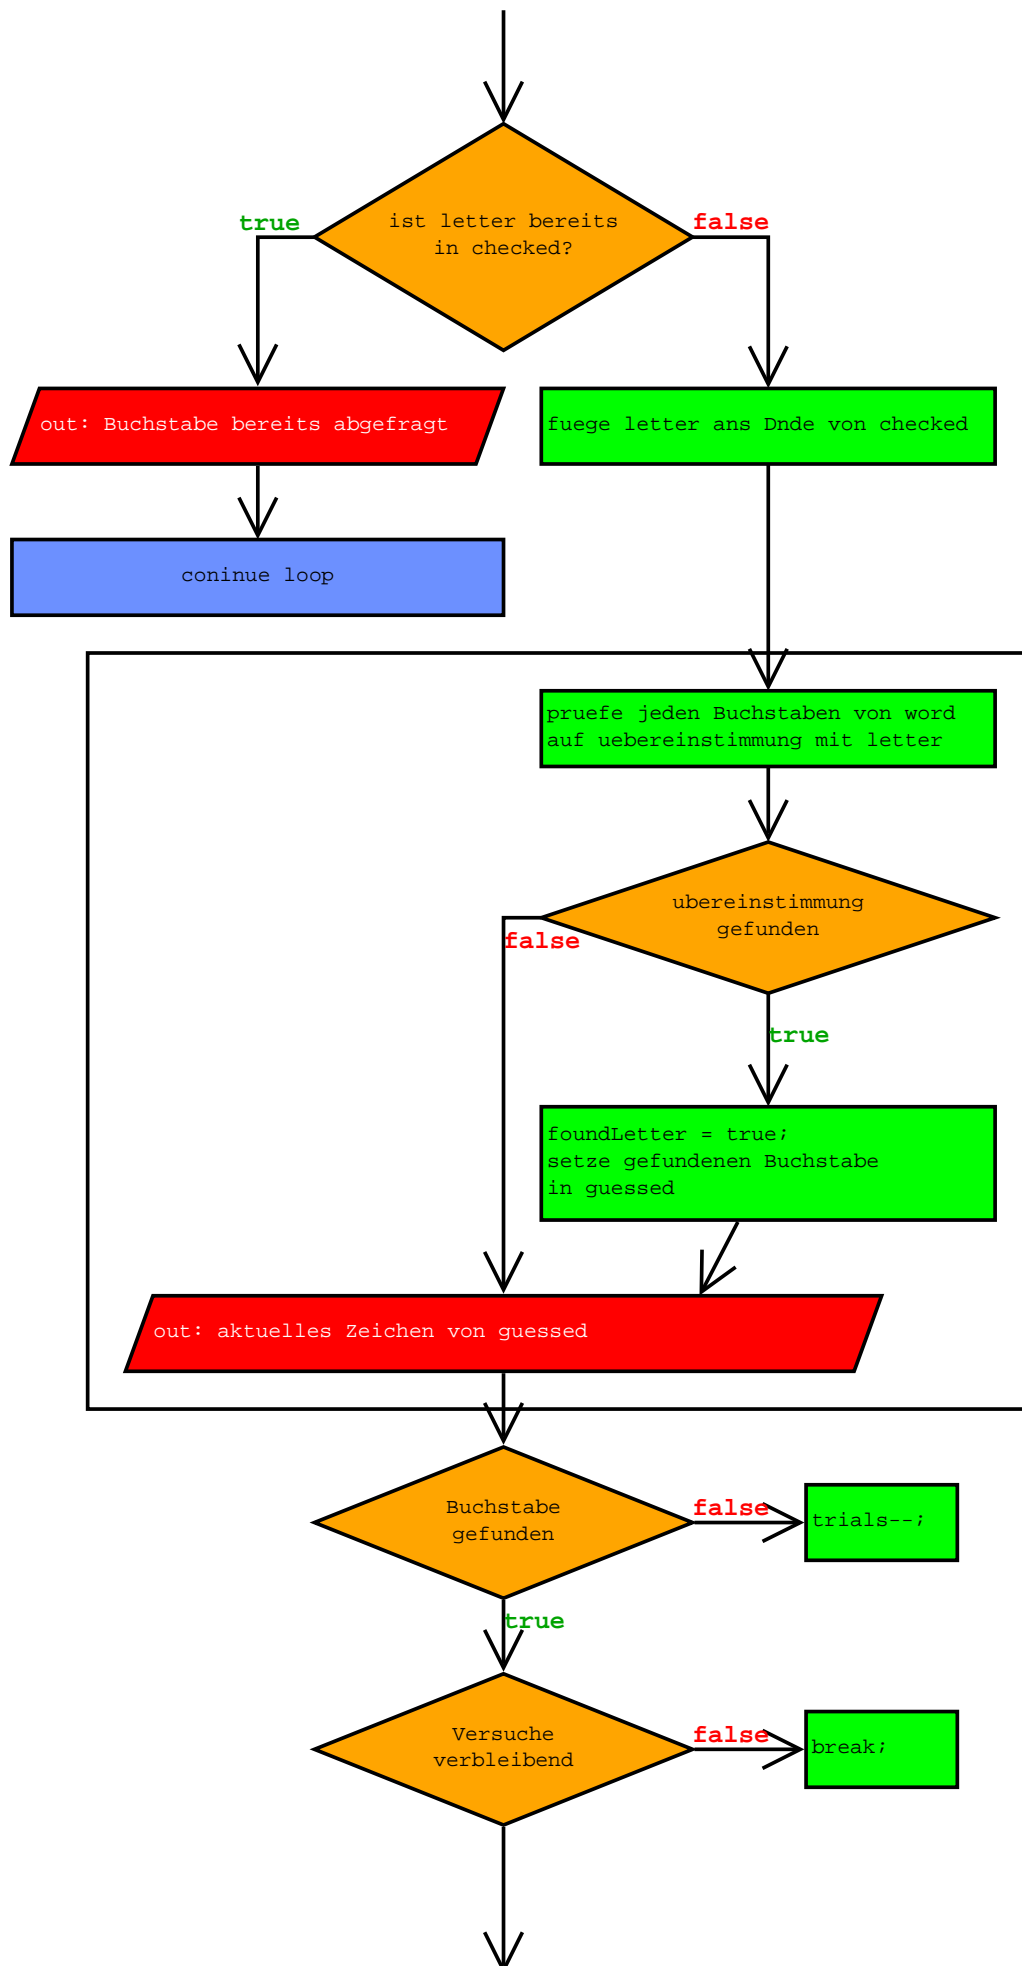 ist letter bereits
in checked?
true
false
out: Buchstabe bereits abgefragt
fuege letter ans Dnde von checked
coninue loop
pruefe jeden Buchstaben von word
auf uebereinstimmung mit letter
ubereinstimmung
gefunden
false
true
foundLetter = true;
setze gefundenen Buchstabe
in guessed
out: aktuelles Zeichen von guessed
Buchstabe
gefunden
false
trials--;
true
Versuche
verbleibend
false
break;